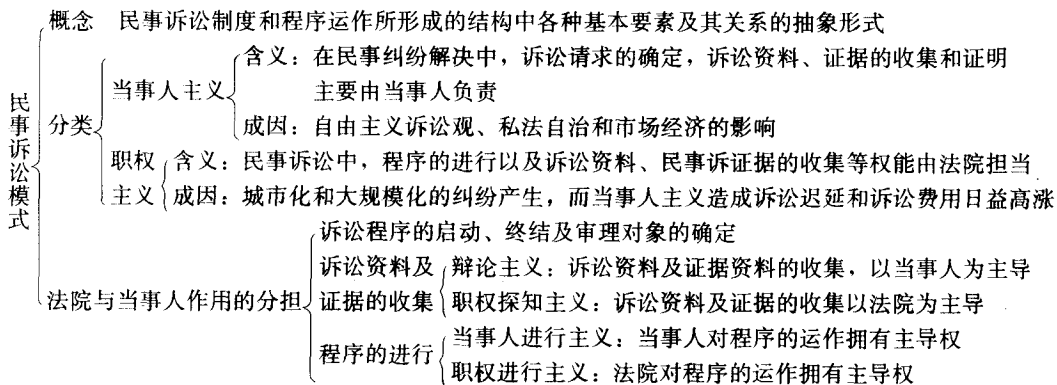 民事诉讼模式
概念 民事诉讼制度和程序运作所形成的结构中各种基本要素及其关系的抽象形式
分类
当事人主义
含义：在民事纠纷解决中，诉讼请求的确定，诉讼资料、证据的收集和证明
主要由当事人负责
成因：自由主义诉讼观、私法自治和市场经济的影响
职权
主义
含义：民事诉讼中，程序的进行以及诉讼资料、民事诉证据的收集等权能由法院担当
成因：城市化和大规模化的纠纷产生，而当事人主义造成诉讼迟延和诉讼费用日益高涨
法院与当事人作用的分担
诉讼程序的启动、终结及审理对象的确定
诉讼资料及
证据的收集
辩论主义：诉讼资料及证据资料的收集，以当事人为主导
职权探知主义：诉讼资料及证据的收集以法院为主导
程序的进行
当事人进行主义：当事人对程序的运作拥有主导权
职权进行主义：法院对程序的运作拥有主导权